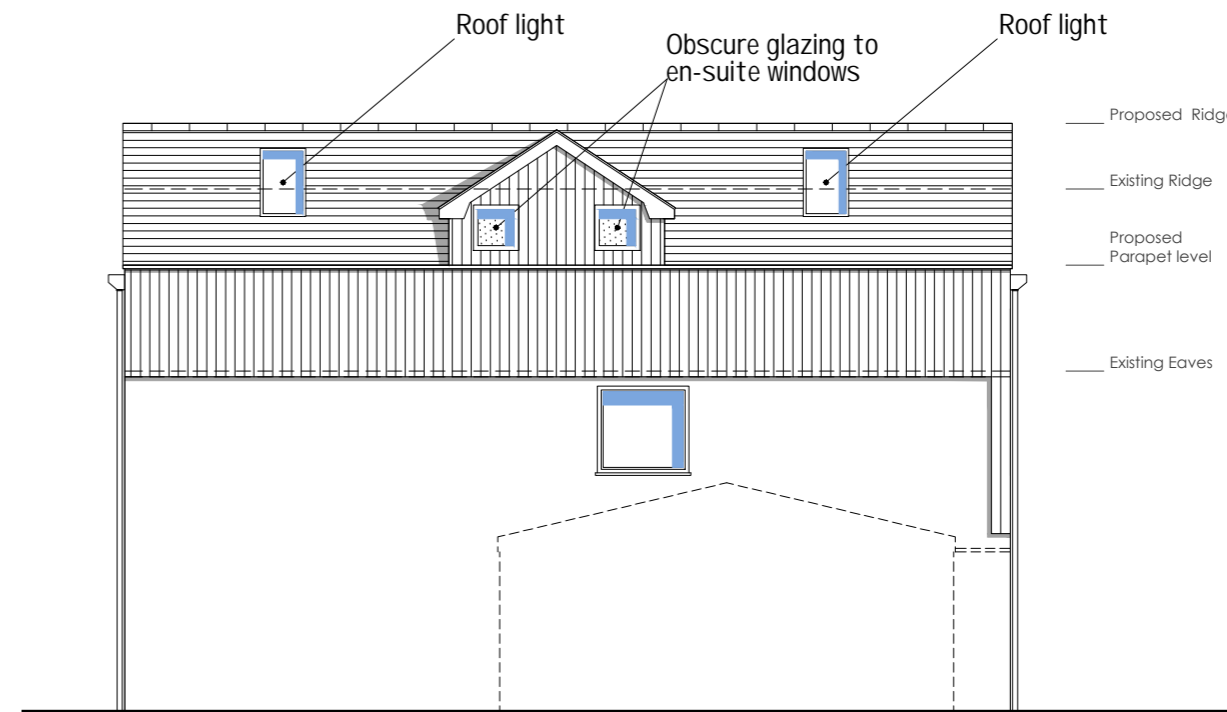 Roof light
Roof light
Obscure glazing to
en-suite windows
Proposed Ridge
Existing Ridge
Proposed
Parapet level
Existing Eaves